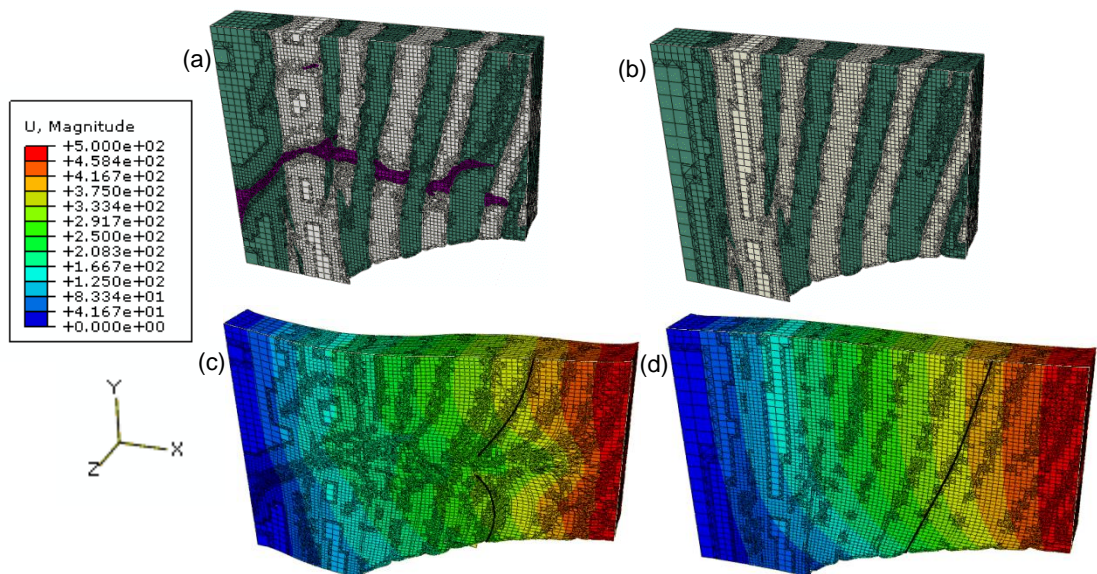 (a)
(b)
U, Magnitude
+5.000e+02
+4.584e+02
+4.167e+02
+3.750e+02
+3.334e+02
+2.917e+02
+2.500e+02
+2.083e+02
+1.667e+02
+1.250e+02
+8.334e+01
+4.167e+01
+0.000e+00
(c)
(d)
Y
X
Z